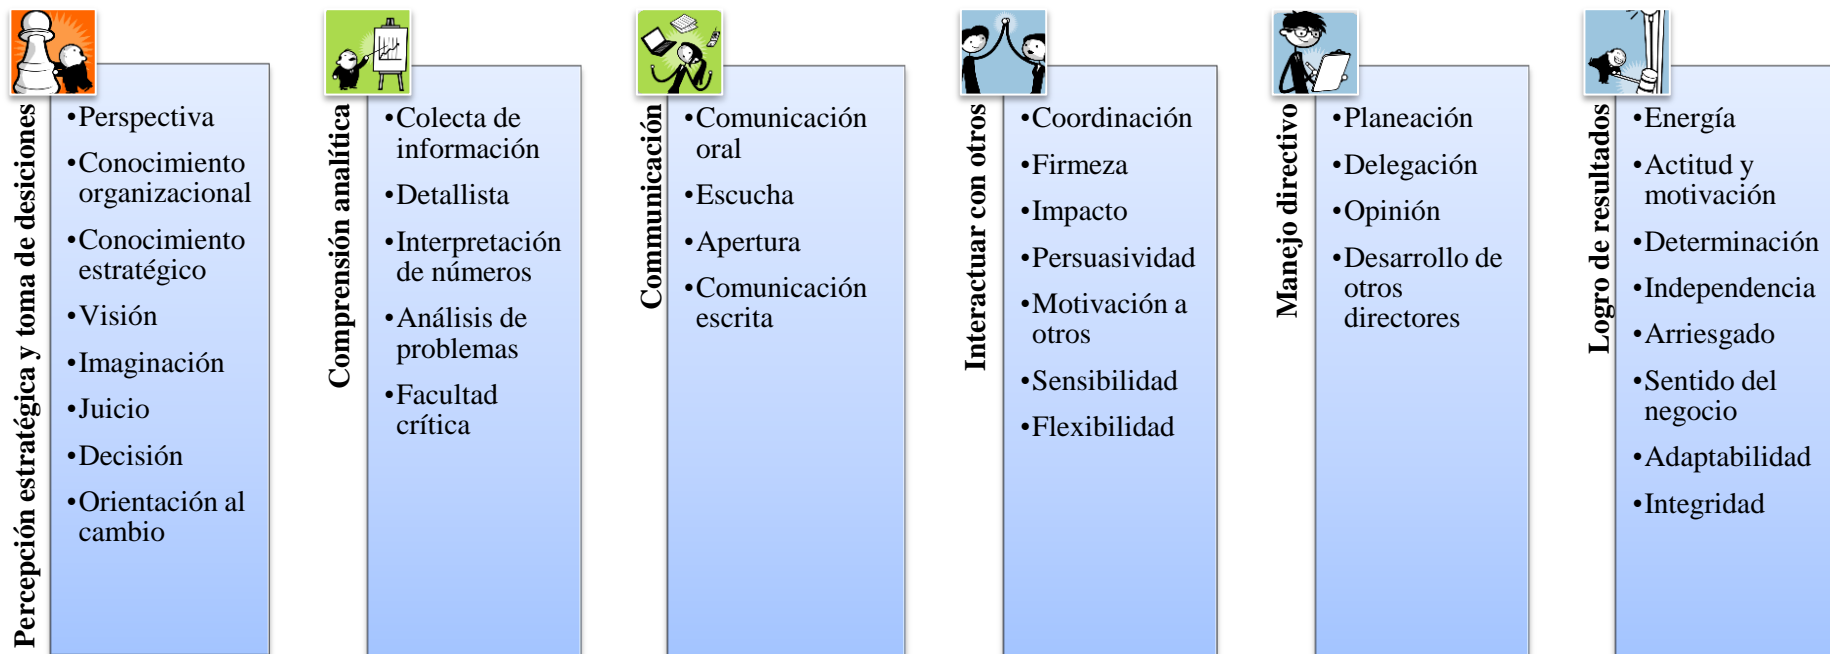 Percepción estratégica y toma de desiciones
•Perspectiva
•Conocimiento
organizacional
•Conocimiento
estratégico
•Visión
•Imaginación
•Juicio
•Decisión
•Orientación al
cambio
Comprensión analítica
•Colecta de
información
•Detallista
•Interpretación
de números
•Análisis de
problemas
•Facultad
crítica
Communicación
•Comunicación
oral
•Escucha
•Apertura
•Comunicación
escrita
Interactuar con otros
•Coordinación
•Firmeza
•Impacto
•Persuasividad
•Motivación a
otros
•Sensibilidad
•Flexibilidad
Manejo directivo
•Planeación
•Delegación
•Opinión
•Desarrollo de
otros
directores
Logro de resultados
•Energía
•Actitud y
motivación
•Determinación
•Independencia
•Arriesgado
•Sentido del
negocio
•Adaptabilidad
•Integridad